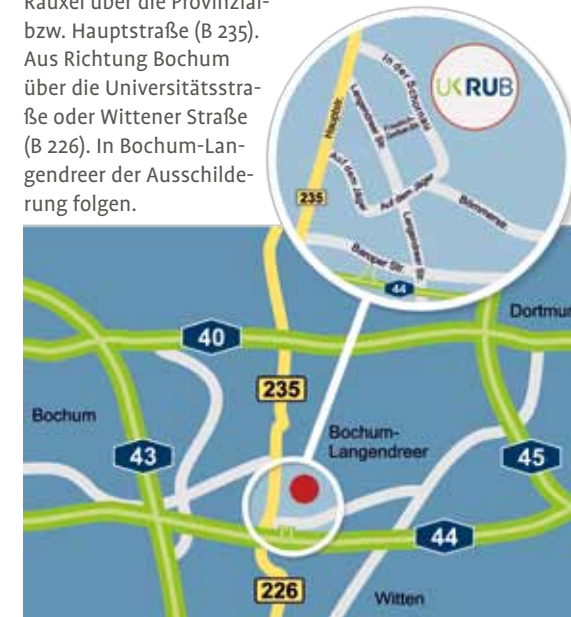 Rauxel über die Provinzial-
bzw. Hauptstraße (B 235).
Aus Richtung Bochum
über die Universitätsstra-
ße oder Wittener Straße
(B 226). In Bochum-Lan-
gendreer der Ausschilde-
rung folgen.
In der Schornau
UK RUB
Hauptstr.
Langendreer Str.
Auf dem Jäger
Auf dem Jäger
235
Bömmerstr.
Baroper Str.
Langendreer Str.
44
Dortmun
40
235
Bochum
Bochum-
Langendreer
43
45
44
226
Witten